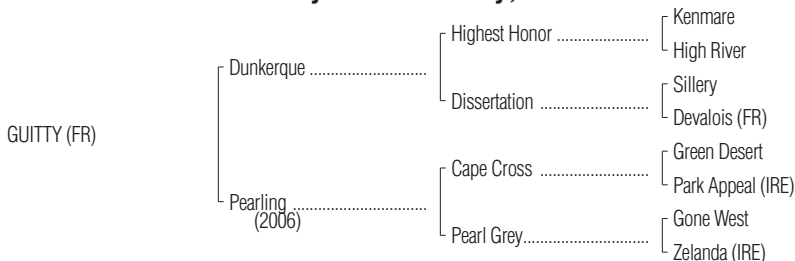 Kenmare
Highest Honor
High River
Dunkerque
Sillery
Dissertation
Devalois (FR)
GUITTY (FR)
Green Desert
Cape Cross
Park Appeal (IRE)
Pearling
(2006)
Gone West
Pearl Grey
Zelanda (IRE)